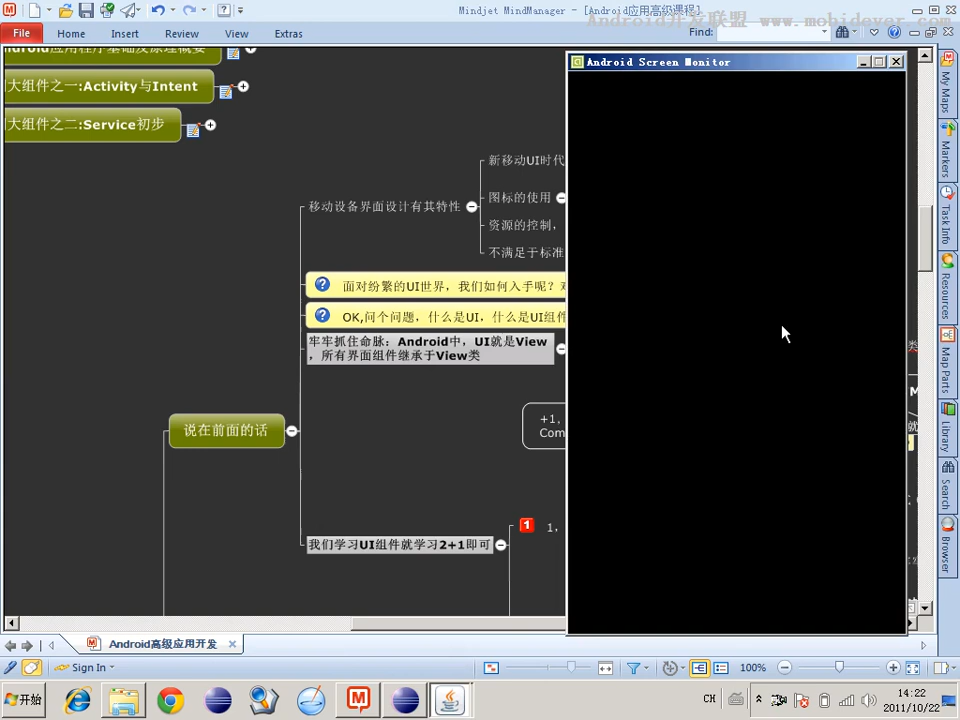 Mindjet MindManager - [Android应用高级课程]
Android开发联盟 www.mobidever.com
File
Home
Insert
Review
View
Extras
Find:
Android Screen Monitor
大组件之一:Activity与Intent
大组件之二:Service初步
新移动UI时代
移动设备界面设计有其特性
图标的使用
资源的控制，
不满足于标准
面对纷繁的UI世界，我们如何入手呢？
OK,问个问题，什么是UI，什么是UI组件
牢牢抓住命脉：Android中，UI就是View
，所有界面组件继承于View类
+1,
Com
说在前面的话
1
1，
我们学习UI组件就学习2+1即可
My Maps
Markers
Task Info
Resources
Map Parts
Library
Search
Browser
Android高级应用开发
Sign In
100%
开始
CH
14:22
2011/10/22